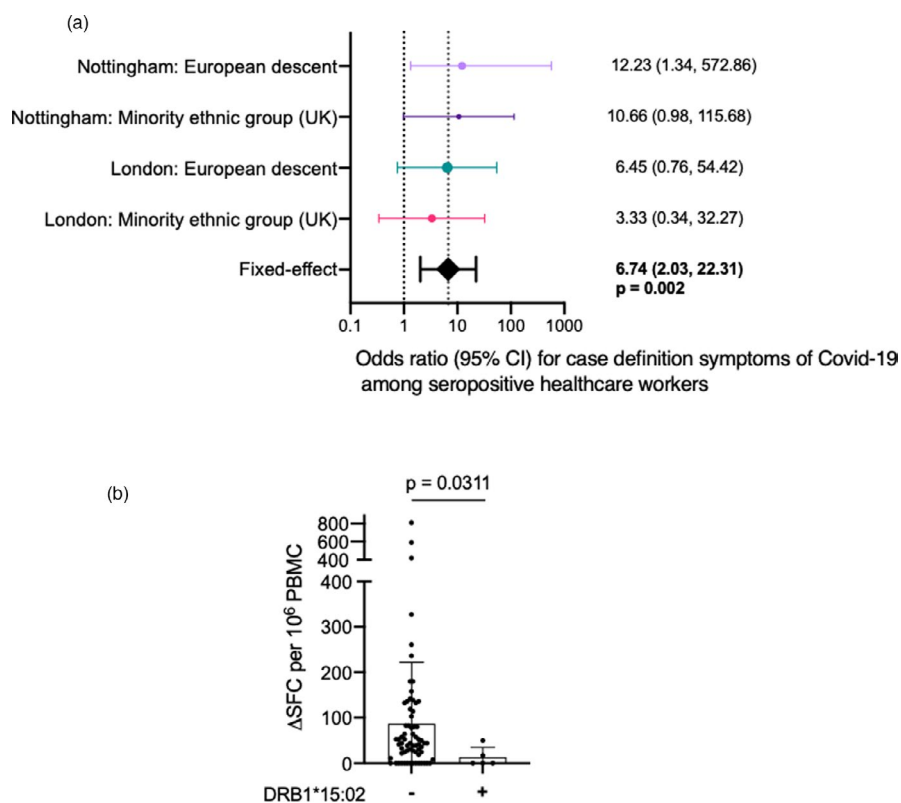 (a)
Nottingham: European descent 12.23 (1.34, 572.86)
Nottingham: Minority ethnic group (UK) 10.66 (0.98, 115.68)
London: European descent 6.45 (0.76, 54.42)
London: Minority ethnic group (UK) 3.33 (0.34, 32.27)
Fixed-effect 6.74 (2.03, 22.31)
p = 0.002
0.1 1 10 100 1000
Odds ratio (95% CI) for case definition symptoms of Covid-19
among seropositive healthcare workers
(b)
p = 0.0311
ΔSFC per 10⁶ PBMC
800
600
400
400
300
200
100
0
DRB1*15:02 - +